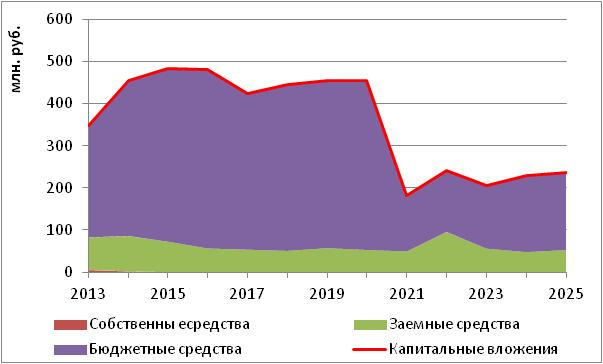 млн. руб.
600
500
400
300
200
100
0
2013 2015 2017 2019 2021 2023 2025
Собственны есредства Заемные средства
Бюджетные средства Капитальные вложения